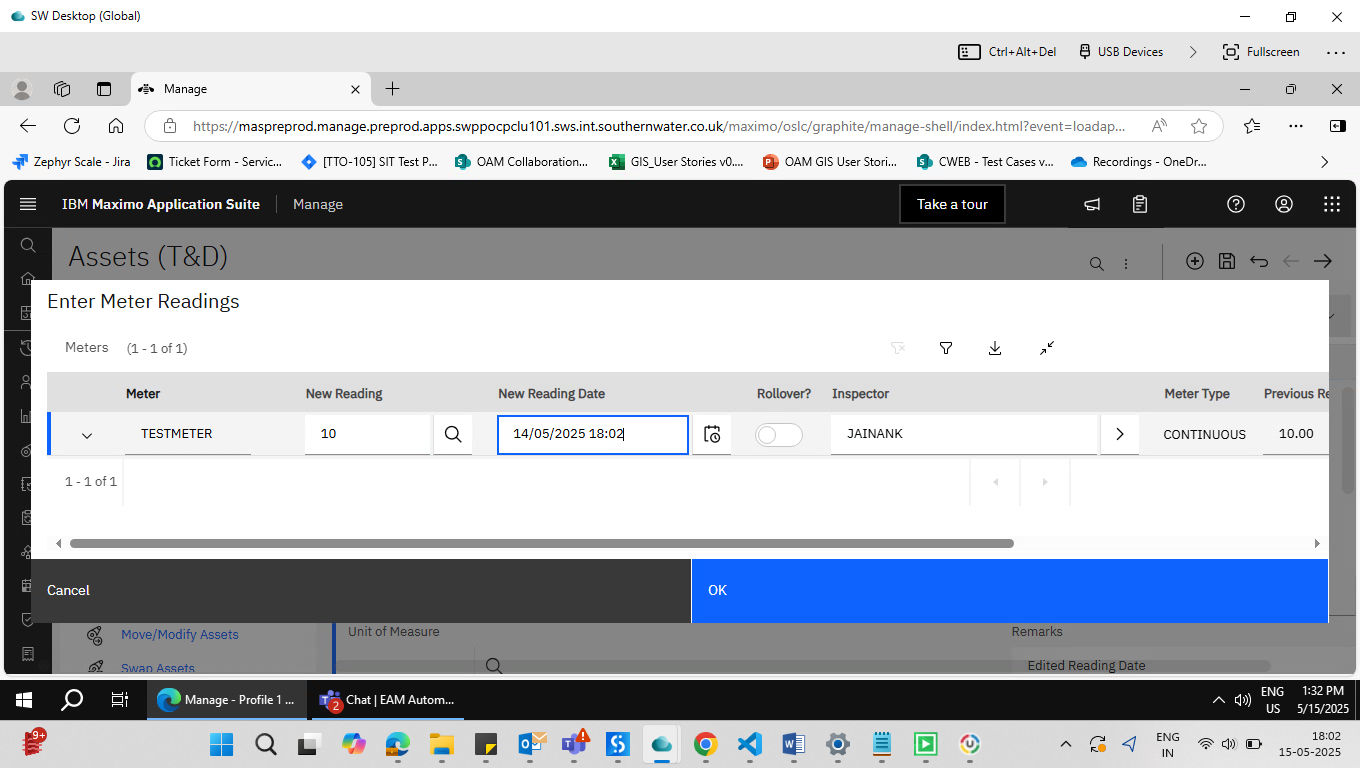 SW Desktop (Global)
Ctrl+Alt+Del USB Devices Fullscreen
Manage
https://maspreprod.manage.preprod.apps.swppocpclu101.sws.int.southernwater.co.uk/maximo/oslc/graphite/manage-shell/index.html?event=loadap...
Zephyr Scale - Jira Ticket Form - Servic... [TTO-105] SIT Test P... OAM Collaboration... GIS_User Stories v0.... OAM GIS User Stori... CWEB - Test Cases v... Recordings - OneDr...
IBM Maximo Application Suite Manage Take a tour
Assets (T&D)
Enter Meter Readings
Meters (1 - 1 of 1)
Meter New Reading New Reading Date Rollover? Inspector Meter Type Previous Re
TESTMETER 10 14/05/2025 18:02 JAINANK CONTINUOUS 10.00
1 - 1 of 1
Cancel OK
Move/Modify Assets Unit of Measure Remarks
Swap Assets Edited Reading Date
Manage - Profile 1 ... 2 Chat | EAM Autom... ENG US 1:32 PM 5/15/2025
9+ ENG IN 18:02 15-05-2025